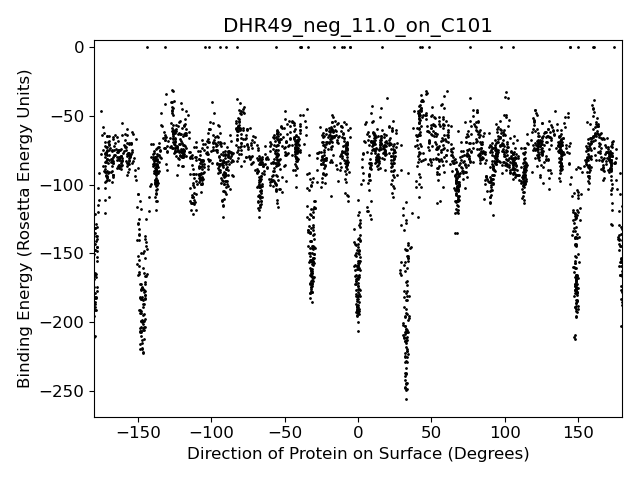 DHR49_neg_11.0_on_C101
Binding Energy (Rosetta Energy Units)
0
−50
−100
−150
−200
−250
−150 −100 −50 0 50 100 150
Direction of Protein on Surface (Degrees)